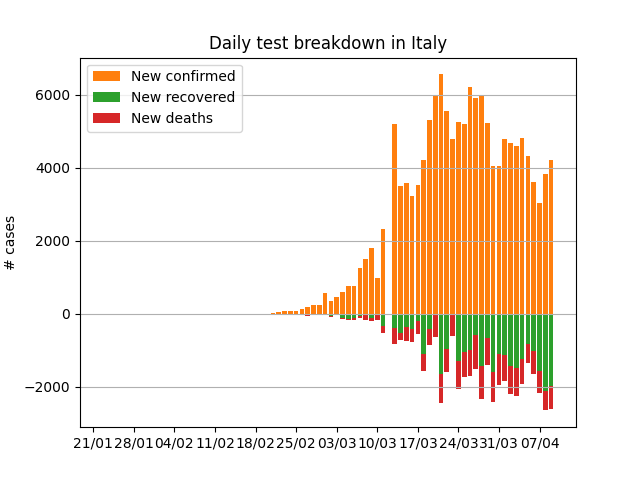 Daily test breakdown in Italy
New confirmed
New recovered
New deaths
# cases
6000
4000
2000
0
−2000
21/01 28/01 04/02 11/02 18/02 25/02 03/03 10/03 17/03 24/03 31/03 07/04